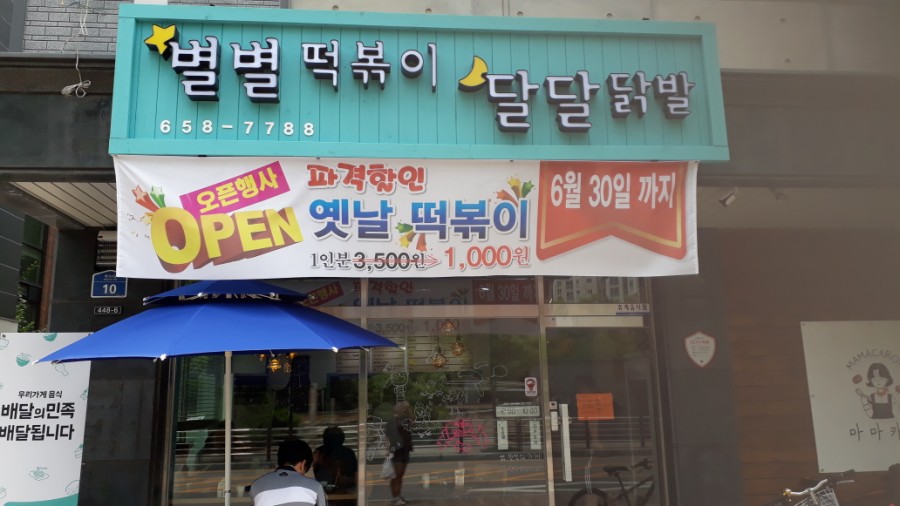 별별 떡볶이 달달 닭발
658-7788
오픈행사
OPEN
파격할인
옛날 떡볶이
1인분 3,500원> 1,000원
6월 30일 까지
10
448-6
우리가게 음식
배달의민족
배달됩니다
MAMACAR
마마카